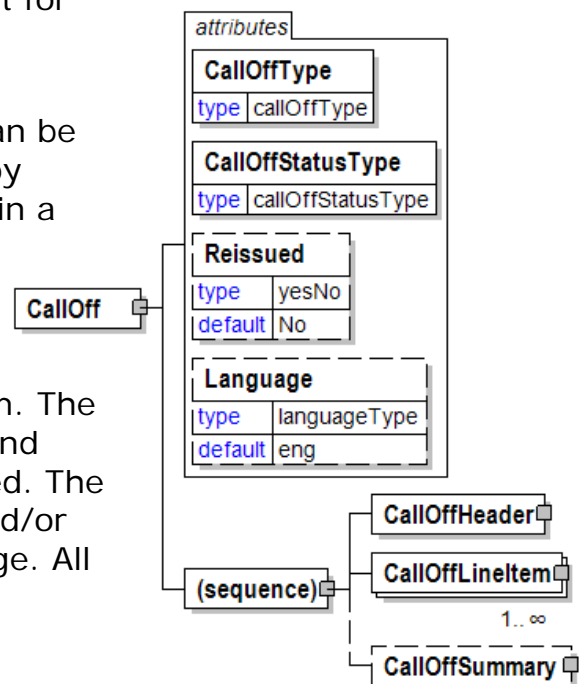 t for
an be
by
in a
n. The
nd
ed. The
d/or
ge. All
attributes
CallOffType
type callOffType
CallOffStatusType
type callOffStatusType
Reissued
type yesNo
default No
Language
type languageType
default eng
CallOff
(sequence)
CallOffHeader
CallOffLineItem
1.. ∞
CallOffSummary